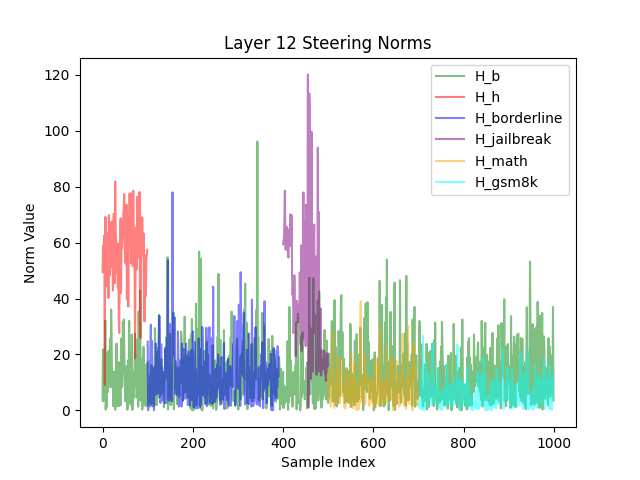 Layer 12 Steering Norms
Norm Value
120
100
80
60
40
20
0
0
200
400
600
800
1000
Sample Index
H_b
H_h
H_borderline
H_jailbreak
H_math
H_gsm8k